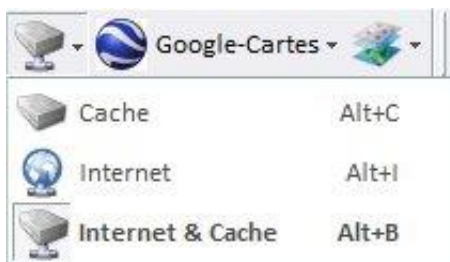 Google-Cartes
Cache Alt+C
Internet Alt+I
Internet & Cache Alt+B